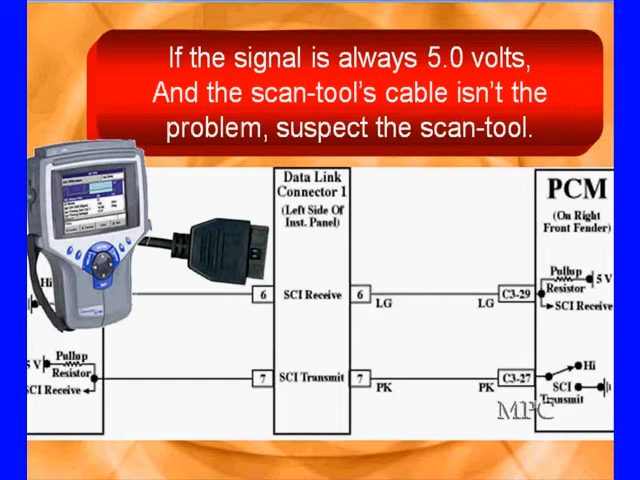 If the signal is always 5.0 volts,
And the scan-tool's cable isn't the
problem, suspect the scan-tool.
Data Link
Connector 1
(Left Side Of
Inst. Panel)
PCM
(On Right
Front Fender)
Hi
6
SCI Receive
6
LG
LG
C3-29
Pullup
Resistor
5 V
SCI Receive
5 V
Pullup
Resistor
SCI Receive
7
SCI Transmit
7
PK
PK
C3-27
Hi
SCI
Transmit
MPC